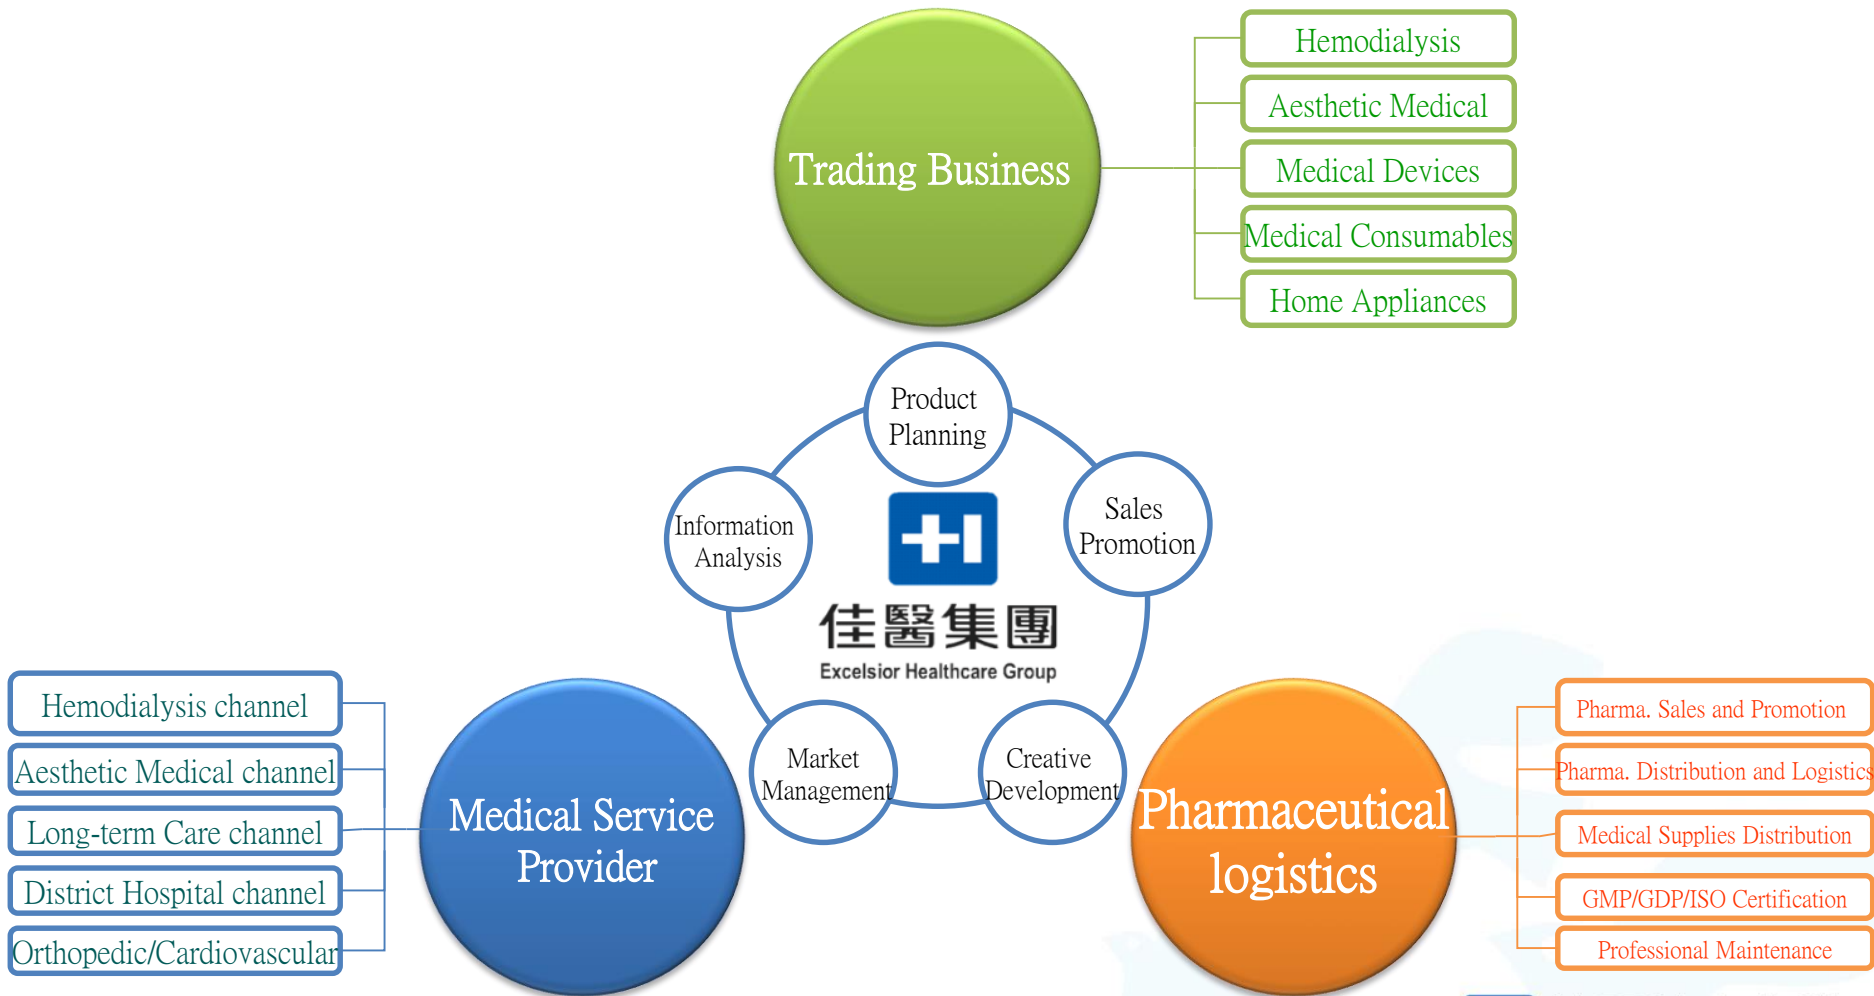 Trading Business
Hemodialysis
Aesthetic Medical
Medical Devices
Medical Consumables
Home Appliances
Product
Planning
Sales
Promotion
Information
Analysis
佳醫集團
Excelsior Healthcare Group
Market
Management
Creative
Development
Hemodialysis channel
Aesthetic Medical channel
Long-term Care channel
District Hospital channel
Orthopedic/Cardiovascular
Medical Service
Provider
Pharmaceutical
logistics
Pharma. Sales and Promotion
Pharma. Distribution and Logistics
Medical Supplies Distribution
GMP/GDP/ISO Certification
Professional Maintenance